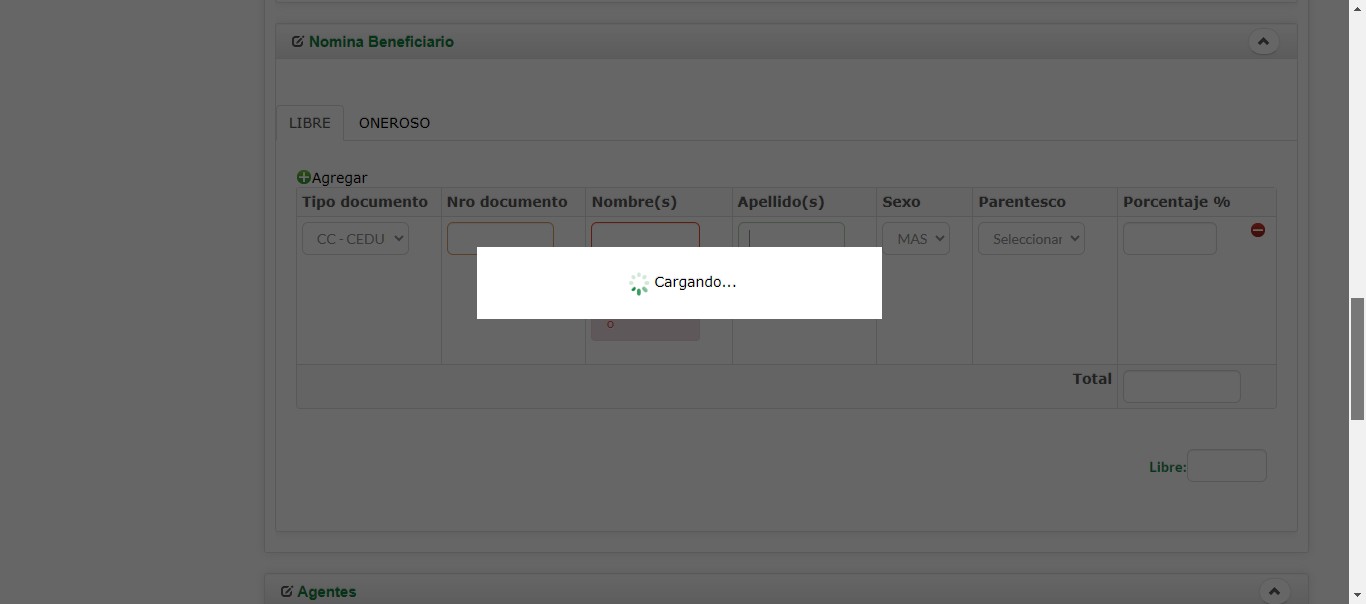 Nomina Beneficiario
LIBRE ONEROSO
Agregar
Tipo documento Nro documento Nombre(s) Apellido(s) Sexo Parentesco Porcentaje %
CC - CEDU MAS Seleccionar
Cargando...
o
Total
Libre:
Agentes